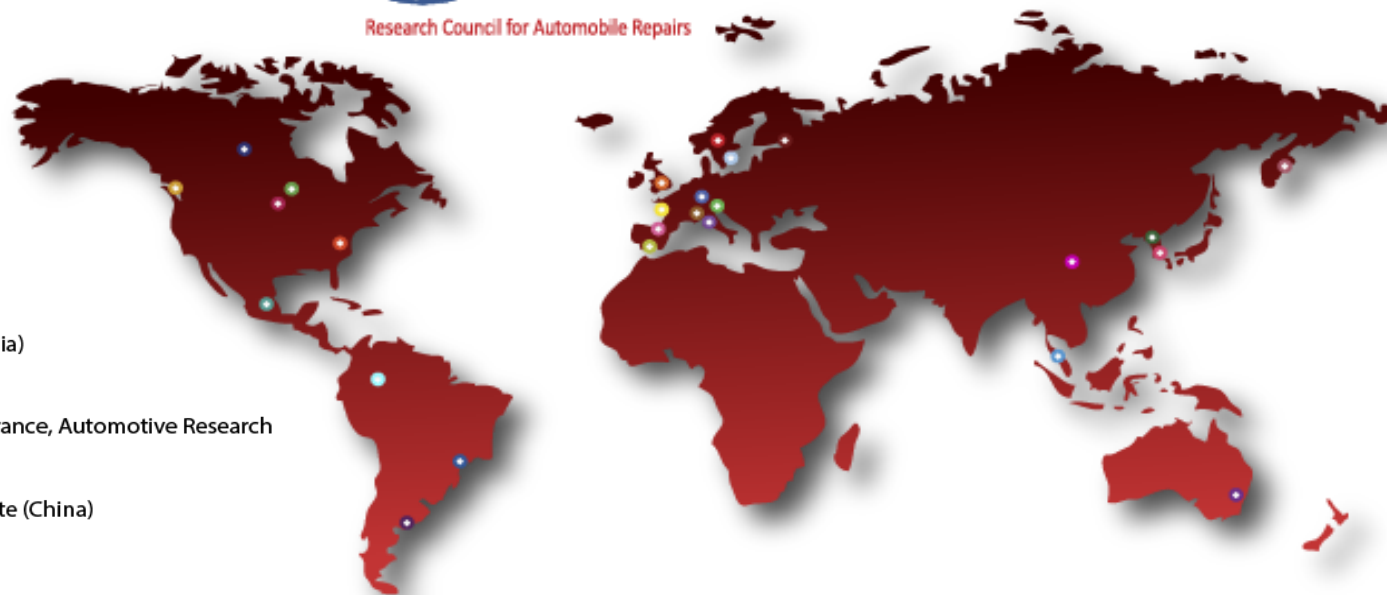 Research Council for Automobile Repairs
ia)
ance, Automotive Research
te (China)